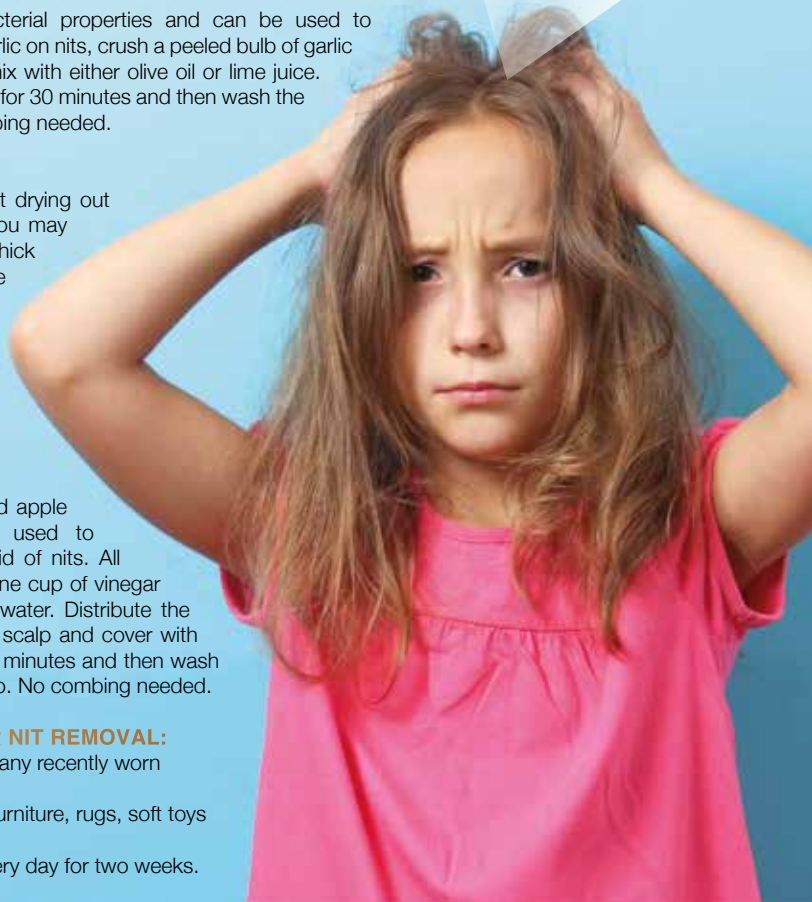 cterial properties and can be used to
rlic on nits, crush a peeled bulb of garlic
nix with either olive oil or lime juice.
for 30 minutes and then wash the
bing needed.
t drying out
ou may
hick
e
d apple
used to
id of nits. All
ne cup of vinegar
water. Distribute the
scalp and cover with
minutes and then wash
o. No combing needed.
NIT REMOVAL:
any recently worn
urniture, rugs, soft toys
ery day for two weeks.